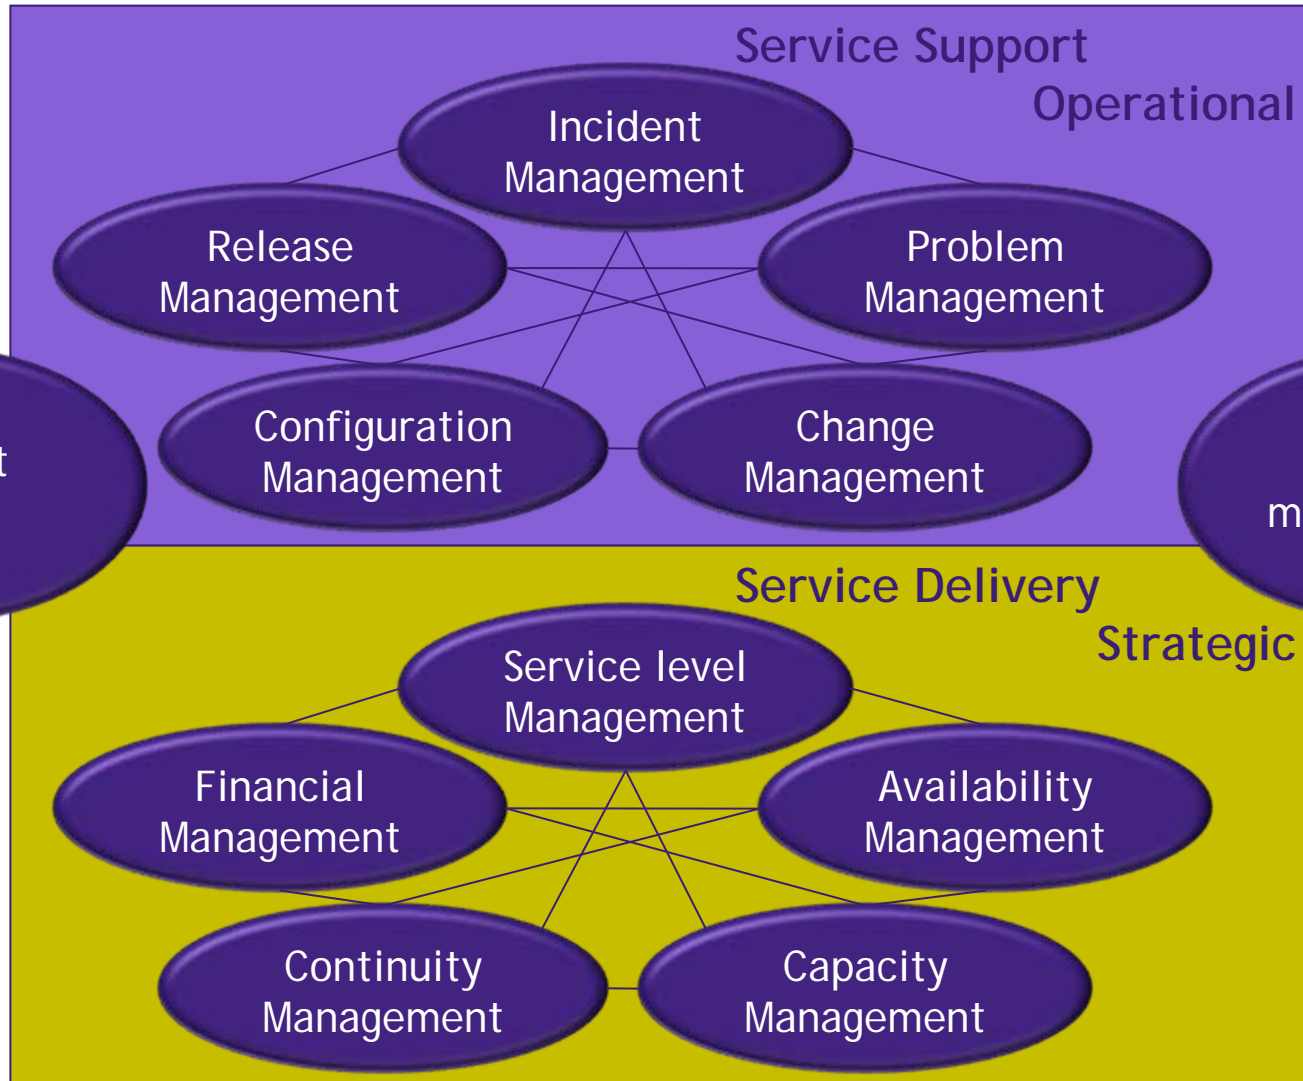 Service Support
Operational
Incident
Management
Release
Management
Problem
Management
Configuration
Management
Change
Management
Service Delivery
Strategic
Service level
Management
Financial
Management
Availability
Management
Continuity
Management
Capacity
Management